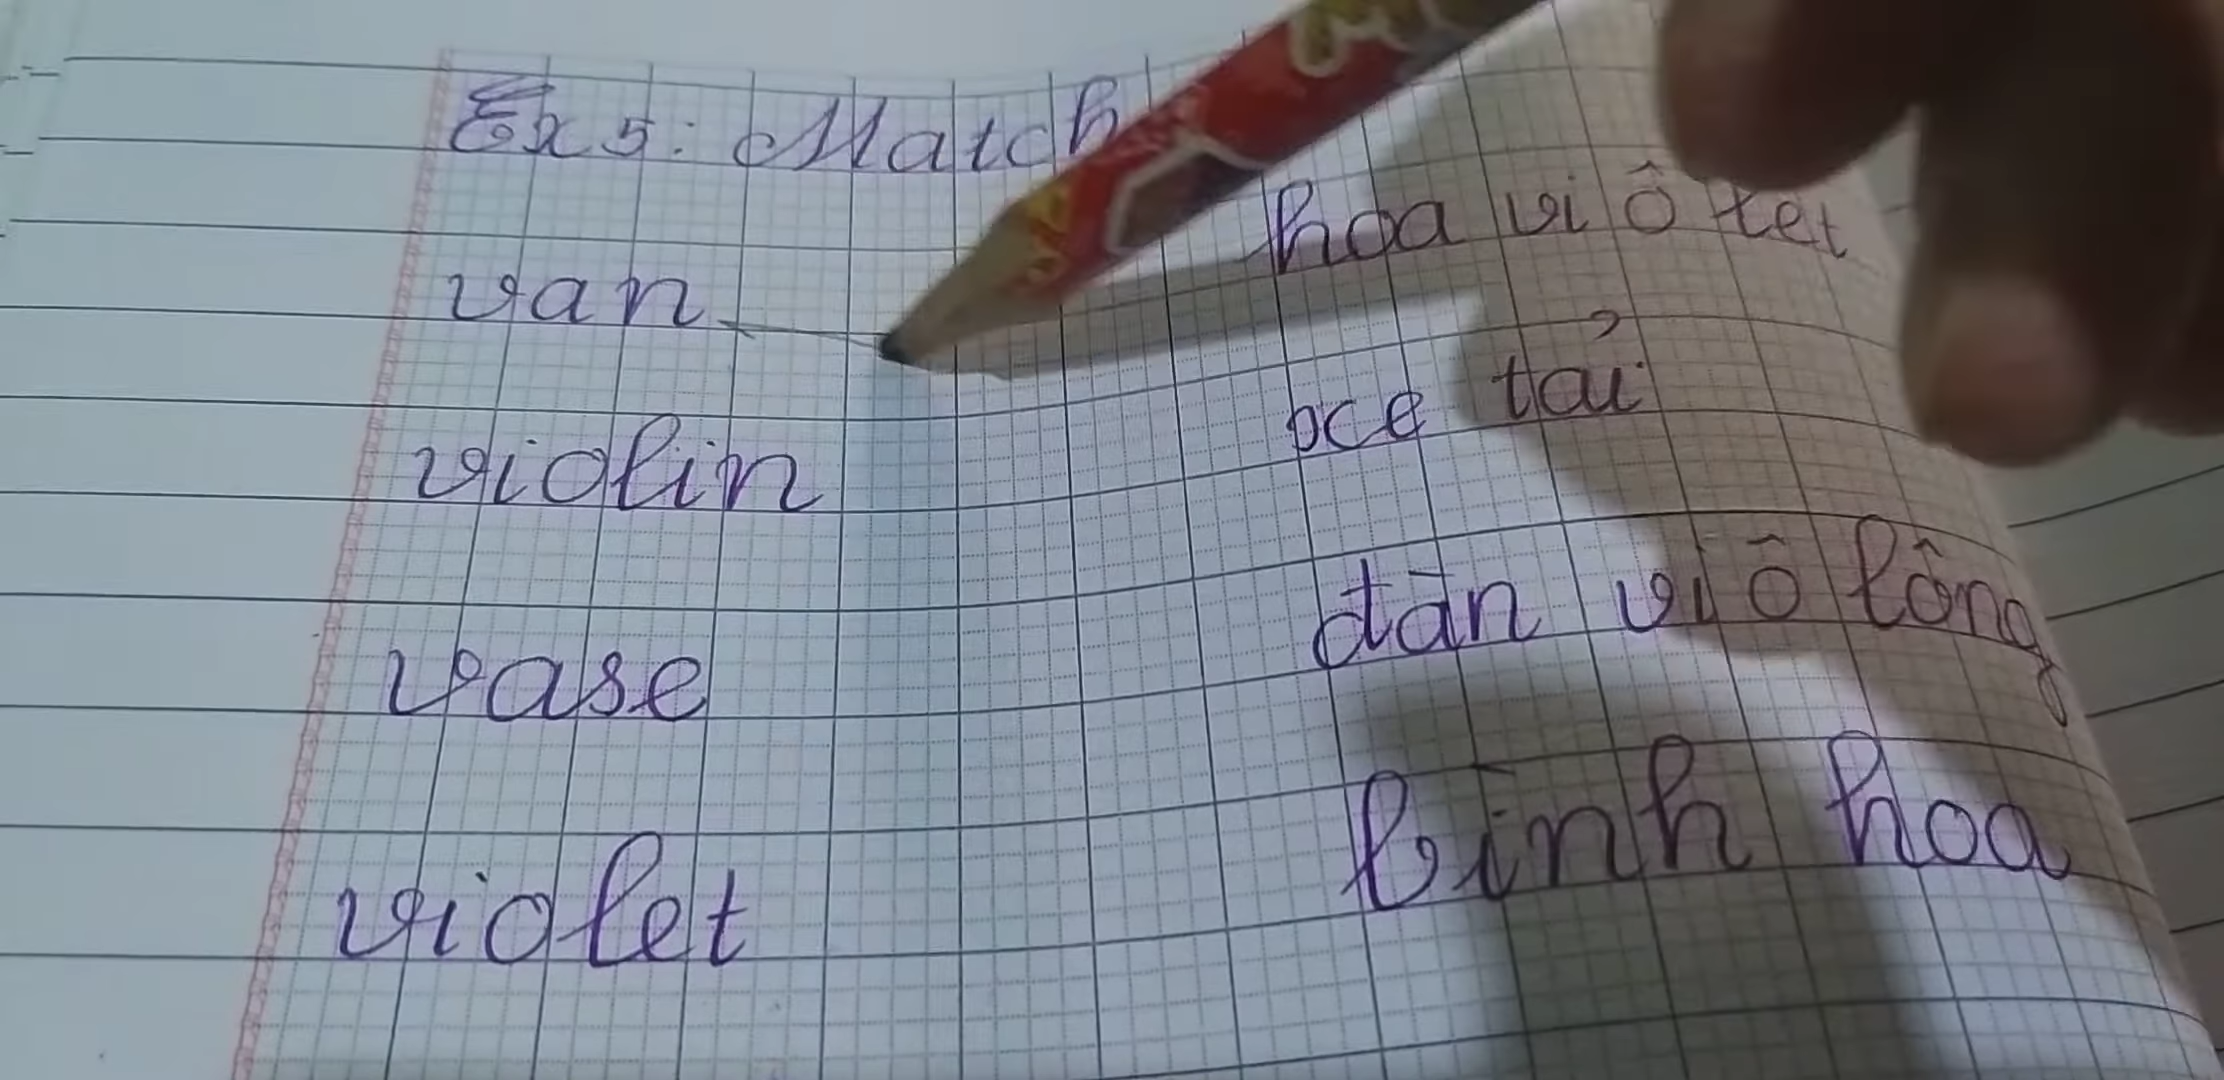 Ex 5: Match
van
hoa vi ô let
violin
xe tải
vase
đàn vi ô lông
violet
bình hoa